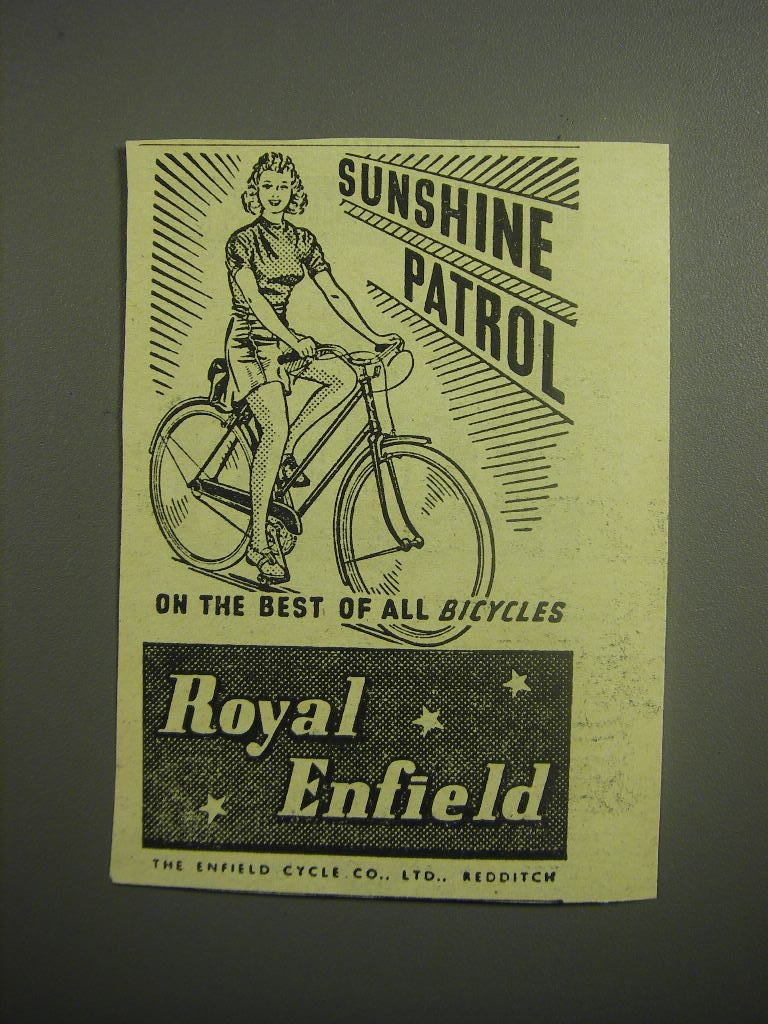 SUNSHINE
PATROL
ON THE BEST OF ALL BICYCLES
Royal
Enfield
THE ENFIELD CYCLE CO., LTD., REDDITCH